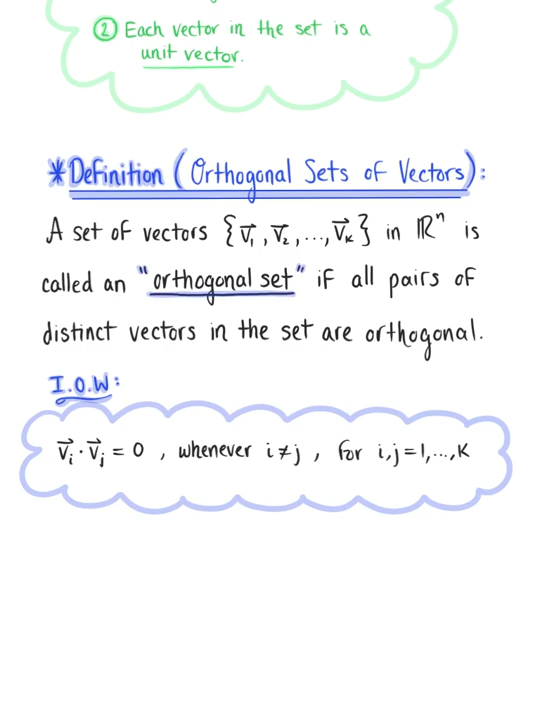 ② Each vector in the set is a
unit vector.
*Definition (Orthogonal Sets of Vectors):
A set of vectors {v⃗₁, v⃗₂, ..., v⃗ₖ} in ℝⁿ is
called an "orthogonal set" if all pairs of
distinct vectors in the set are orthogonal.
I.O.W:
v⃗ᵢ · v⃗ⱼ = 0 , whenever i ≠ j , for i,j = 1,...,k